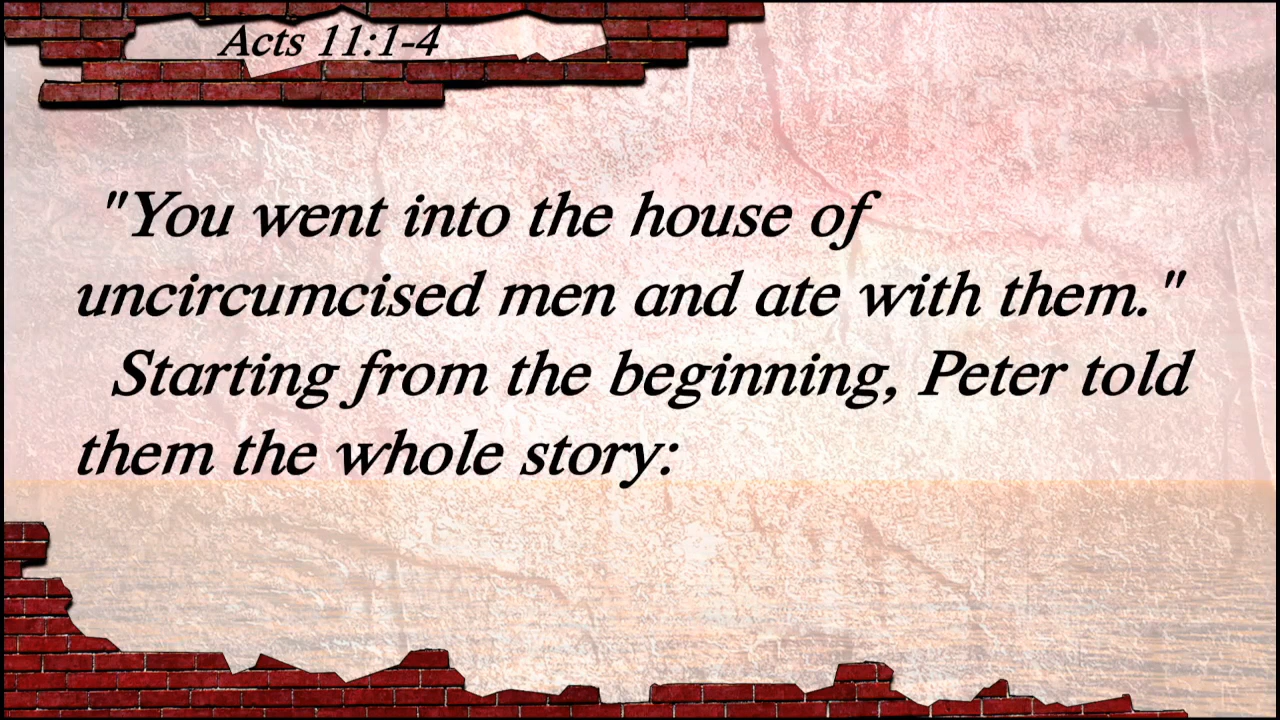 Acts 11:1-4
"You went into the house of
uncircumcised men and ate with them."
Starting from the beginning, Peter told
them the whole story: